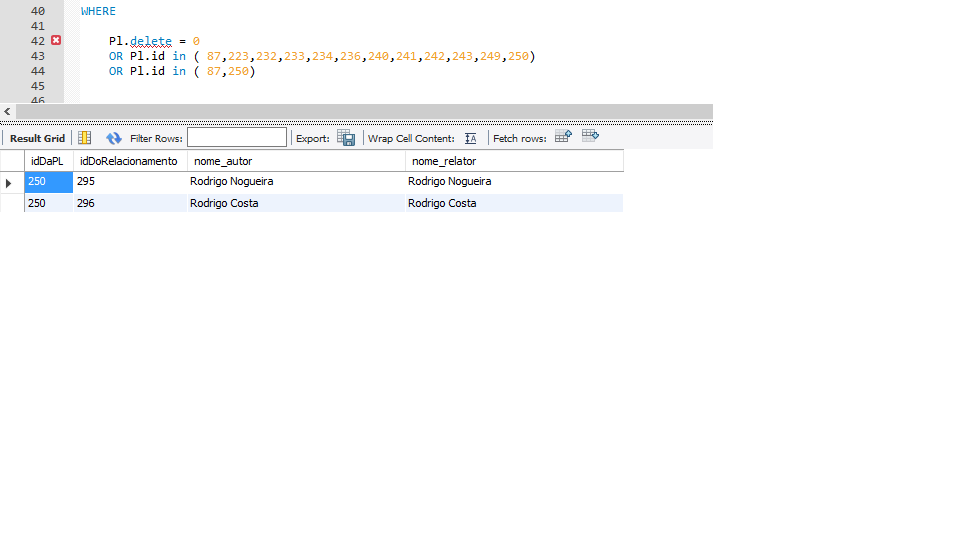 40 WHERE
41
42 Pl.delete = 0
43 OR Pl.id in ( 87,223,232,233,234,236,240,241,242,243,249,250)
44 OR Pl.id in ( 87,250)
45
46
Result Grid Filter Rows: Export: Wrap Cell Content: IA Fetch rows:
idDaPL idDoRelacionamento nome_autor nome_relator
250 295 Rodrigo Nogueira Rodrigo Nogueira
250 296 Rodrigo Costa Rodrigo Costa